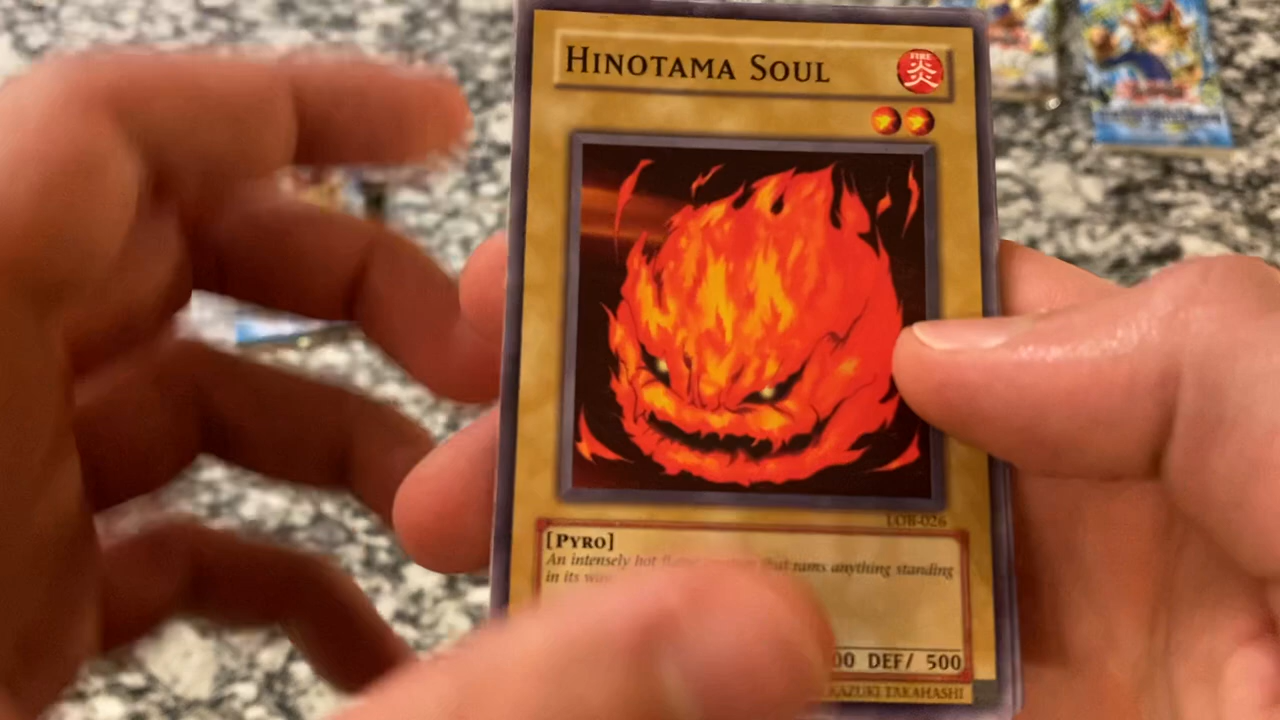 HINOTAMA SOUL
FIRE
炎
LOB-026
[PYRO]
An intensely hot flame that rams anything standing
in its
00 DEF/ 500
KAZUKI TAKAHASHI